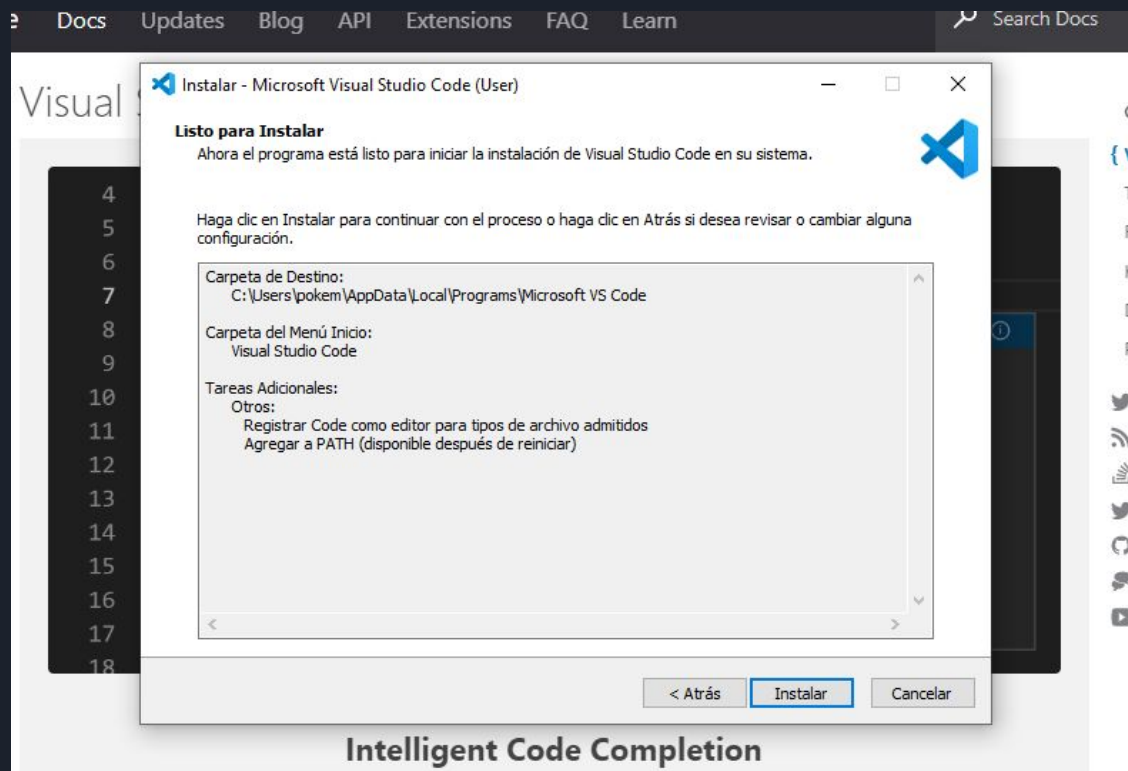 Docs Updates Blog API Extensions FAQ Learn Search Docs
Visual
Instalar - Microsoft Visual Studio Code (User)
Listo para Instalar
Ahora el programa está listo para iniciar la instalación de Visual Studio Code en su sistema.
Haga clic en Instalar para continuar con el proceso o haga clic en Atrás si desea revisar o cambiar alguna
configuración.
Carpeta de Destino:
C:\Users\pokem\AppData\Local\Programs\Microsoft VS Code
Carpeta del Menú Inicio:
Visual Studio Code
Tareas Adicionales:
Otros:
Registrar Code como editor para tipos de archivo admitidos
Agregar a PATH (disponible después de reiniciar)
4
5
6
7
8
9
10
11
12
13
14
15
16
17
18
< Atrás Instalar Cancelar
Intelligent Code Completion